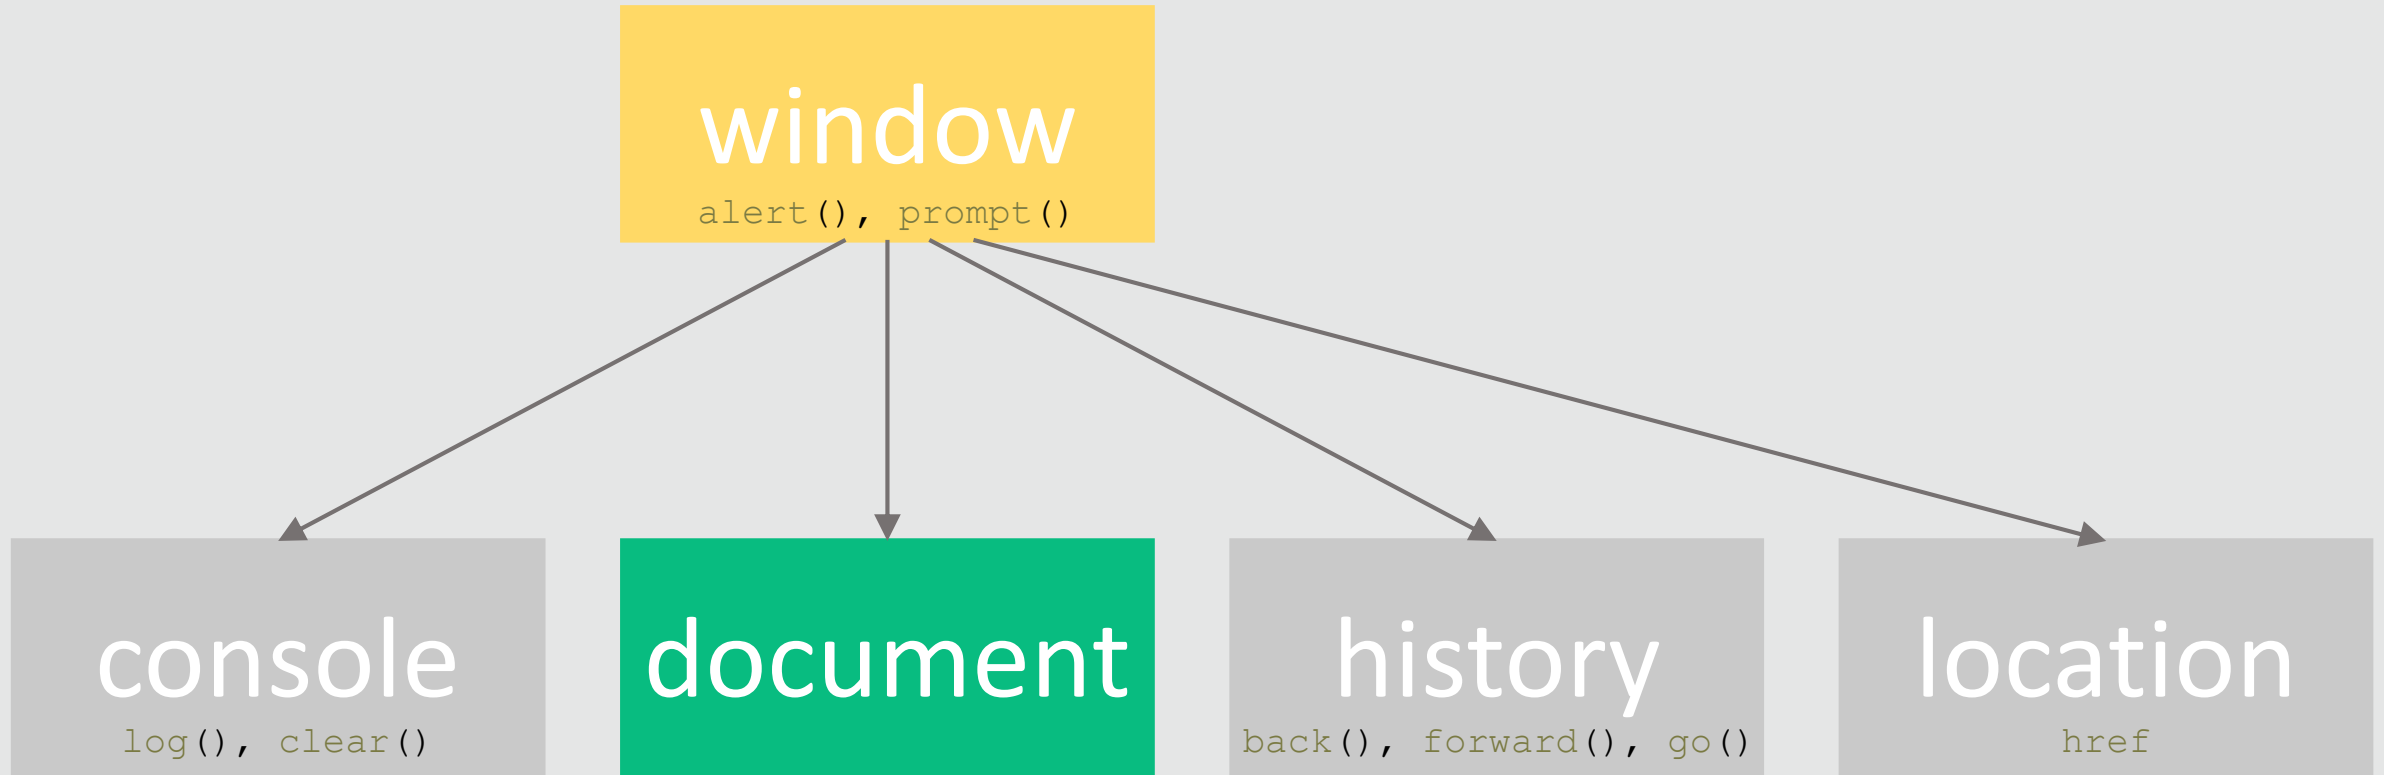 window
alert(), prompt()
console
log(), clear()
document
history
back(), forward(), go()
location
href